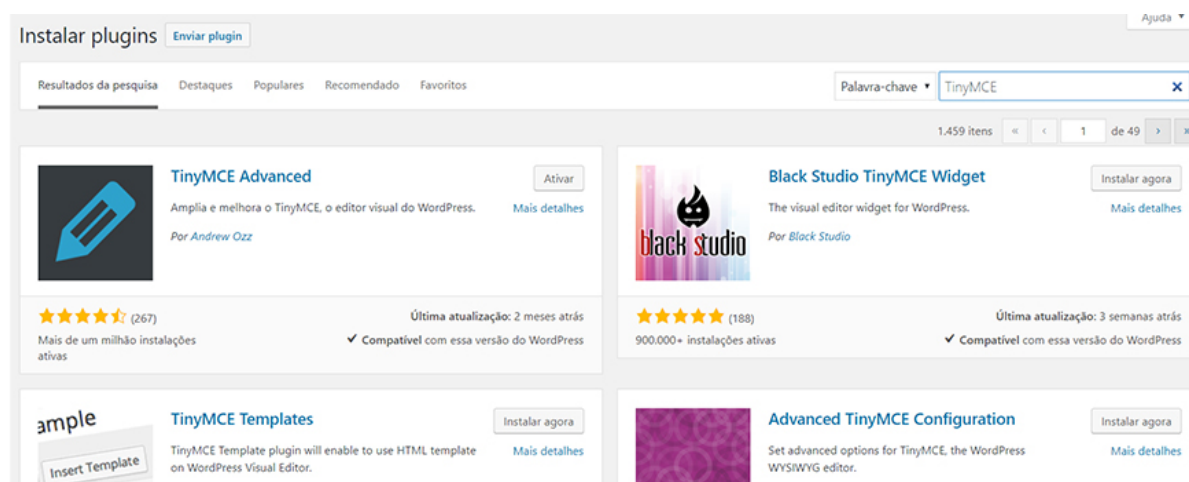 Ajuda
Instalar plugins Enviar plugin
Resultados da pesquisa Destaques Populares Recomendado Favoritos
Palavra-chave TinyMCE
1.459 itens « ‹ 1 de 49 › »
TinyMCE Advanced
Ativar
Amplia e melhora o TinyMCE, o editor visual do WordPress.
Mais detalhes
Por Andrew Ozz
(267)
Última atualização: 2 meses atrás
Mais de um milhão instalações
ativas
Compatível com essa versão do WordPress
black studio
Black Studio TinyMCE Widget
Instalar agora
The visual editor widget for WordPress.
Mais detalhes
Por Black Studio
(188)
Última atualização: 3 semanas atrás
900.000+ instalações ativas
Compatível com essa versão do WordPress
ample
Insert Template
TinyMCE Templates
Instalar agora
TinyMCE Template plugin will enable to use HTML template
on WordPress Visual Editor.
Mais detalhes
Advanced TinyMCE Configuration
Instalar agora
Set advanced options for TinyMCE, the WordPress
WYSIWYG editor.
Mais detalhes